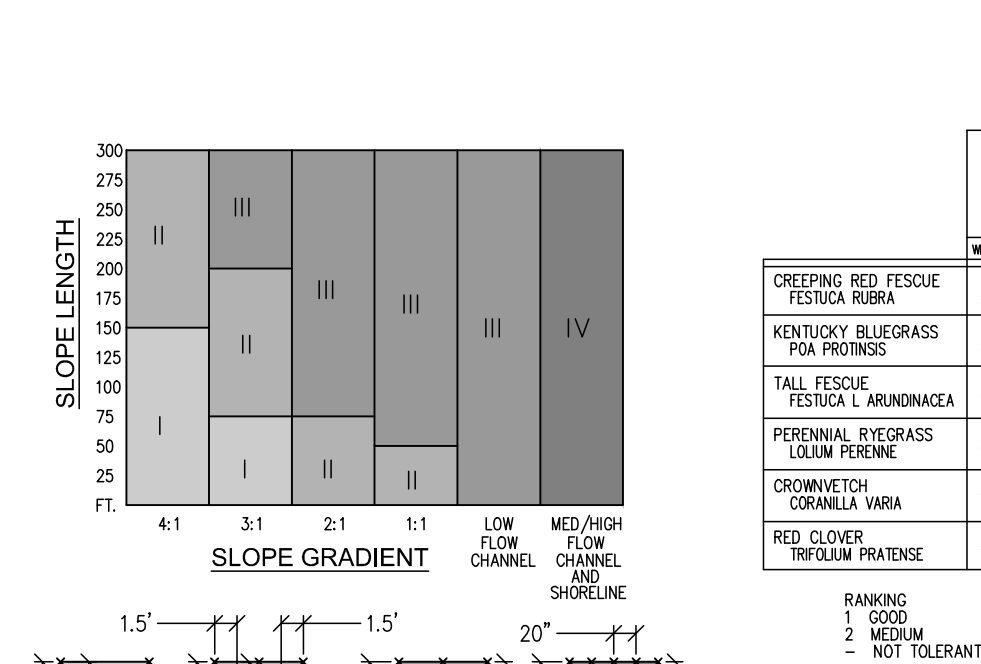 300
275
250
225
200
175
150
125
100
75
50
25
FT.
SLOPE LENGTH
II
I
III
II
I
III
II
III
II
III
IV
4:1
3:1
2:1
1:1
LOW
FLOW
CHANNEL
MED/HIGH
FLOW
CHANNEL
AND
SHORELINE
SLOPE GRADIENT
1.5'
1.5'
20"
CREEPING RED FESCUE
FESTUCA RUBRA
KENTUCKY BLUEGRASS
POA PROTINSIS
TALL FESCUE
FESTUCA L ARUNDINACEA
PERENNIAL RYEGRASS
LOLIUM PERENNE
CROWNVETCH
CORANILLA VARIA
RED CLOVER
TRIFOLIUM PRATENSE
RANKING
1 GOOD
2 MEDIUM
– NOT TOLERANT